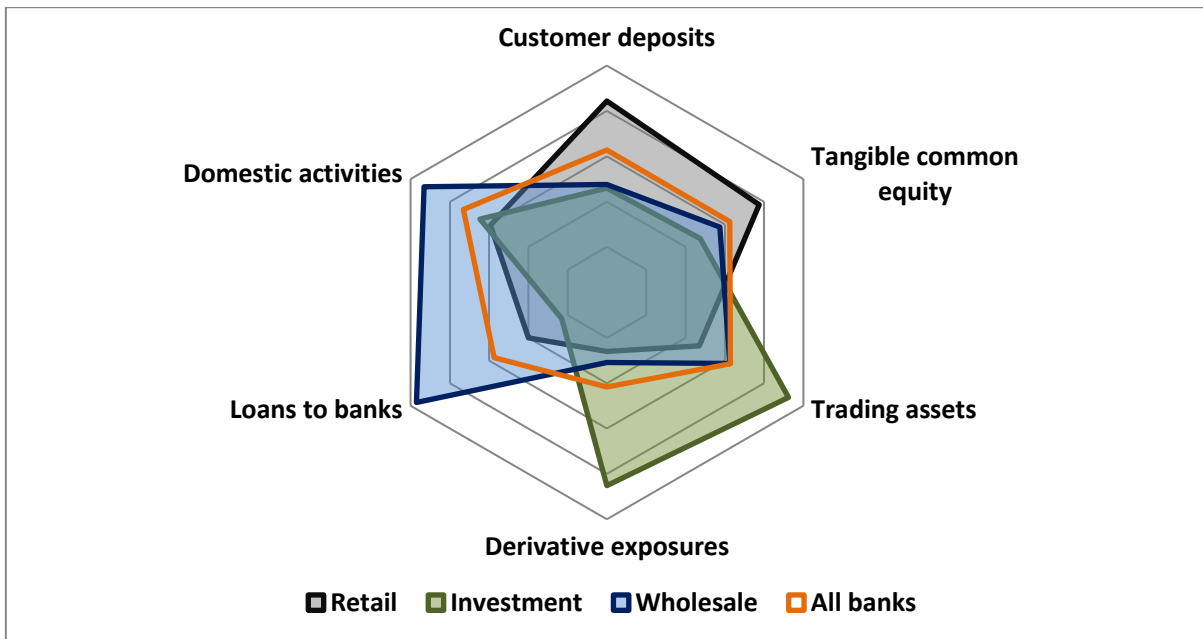 Customer deposits
Tangible common
equity
Domestic activities
Loans to banks
Trading assets
Derivative exposures
Retail Investment Wholesale All banks